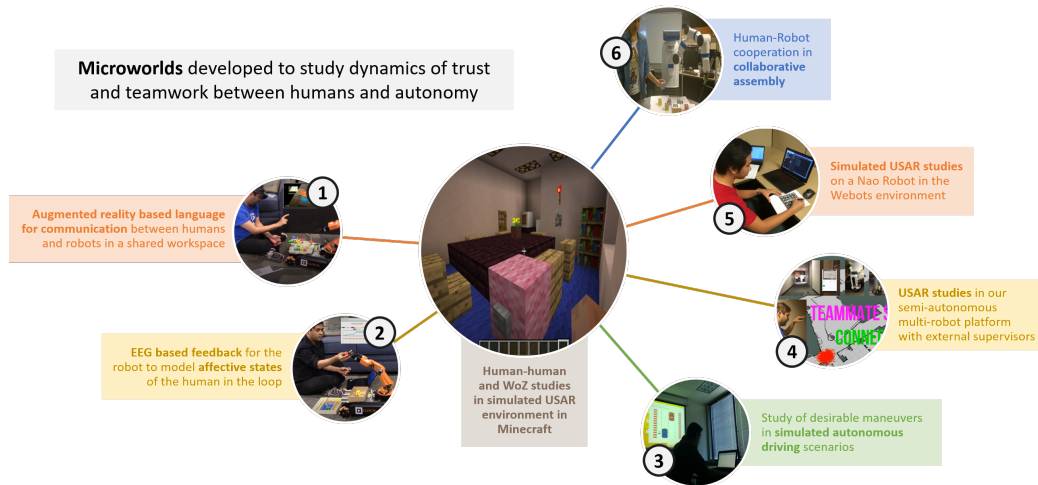 Microworlds developed to study dynamics of trust
and teamwork between humans and autonomy
1
Augmented reality based language
for communication between humans
and robots in a shared workspace
2
EEG based feedback for the
robot to model affective states
of the human in the loop
Human-human
and WoZ studies
in simulated USAR
environment in
Minecraft
3
Study of desirable maneuvers
in simulated autonomous
driving scenarios
4
TEAMMATE S
CONNE
USAR studies in our
semi-autonomous
multi-robot platform
with external supervisors
5
Simulated USAR studies
on a Nao Robot in the
Webots environment
6
Human-Robot
cooperation in
collaborative
assembly